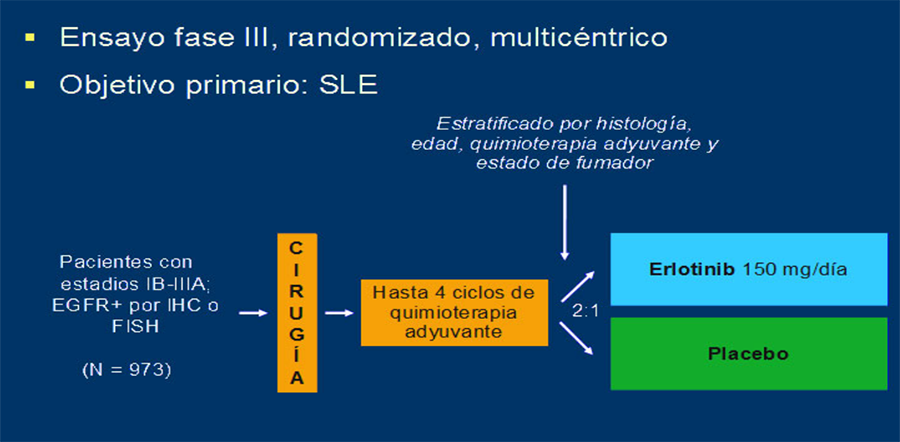 ▪ Ensayo fase III, randomizado, multicéntrico
▪ Objetivo primario: SLE
Estratificado por histología,
edad, quimioterapia adyuvante y
estado de fumador
Pacientes con
estadios IB-IIIA;
EGFR+ por IHC o
FISH
(N = 973)
CIRUGÍA
Hasta 4 ciclos de
quimioterapia
adyuvante
2:1
Erlotinib 150 mg/día
Placebo